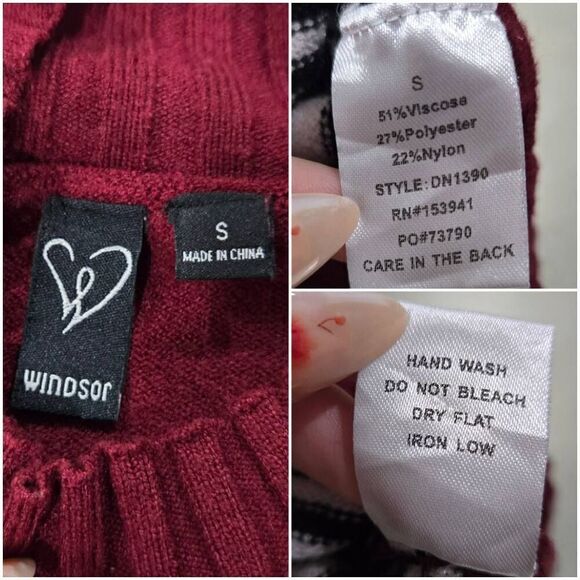 WINDSOR
S
MADE IN CHINA
S
51%Viscose
27%Polyester
22%Nylon
STYLE:DN1390
RN#153941
PO#73790
CARE IN THE BACK
HAND WASH
DO NOT BLEACH
DRY FLAT
IRON LOW